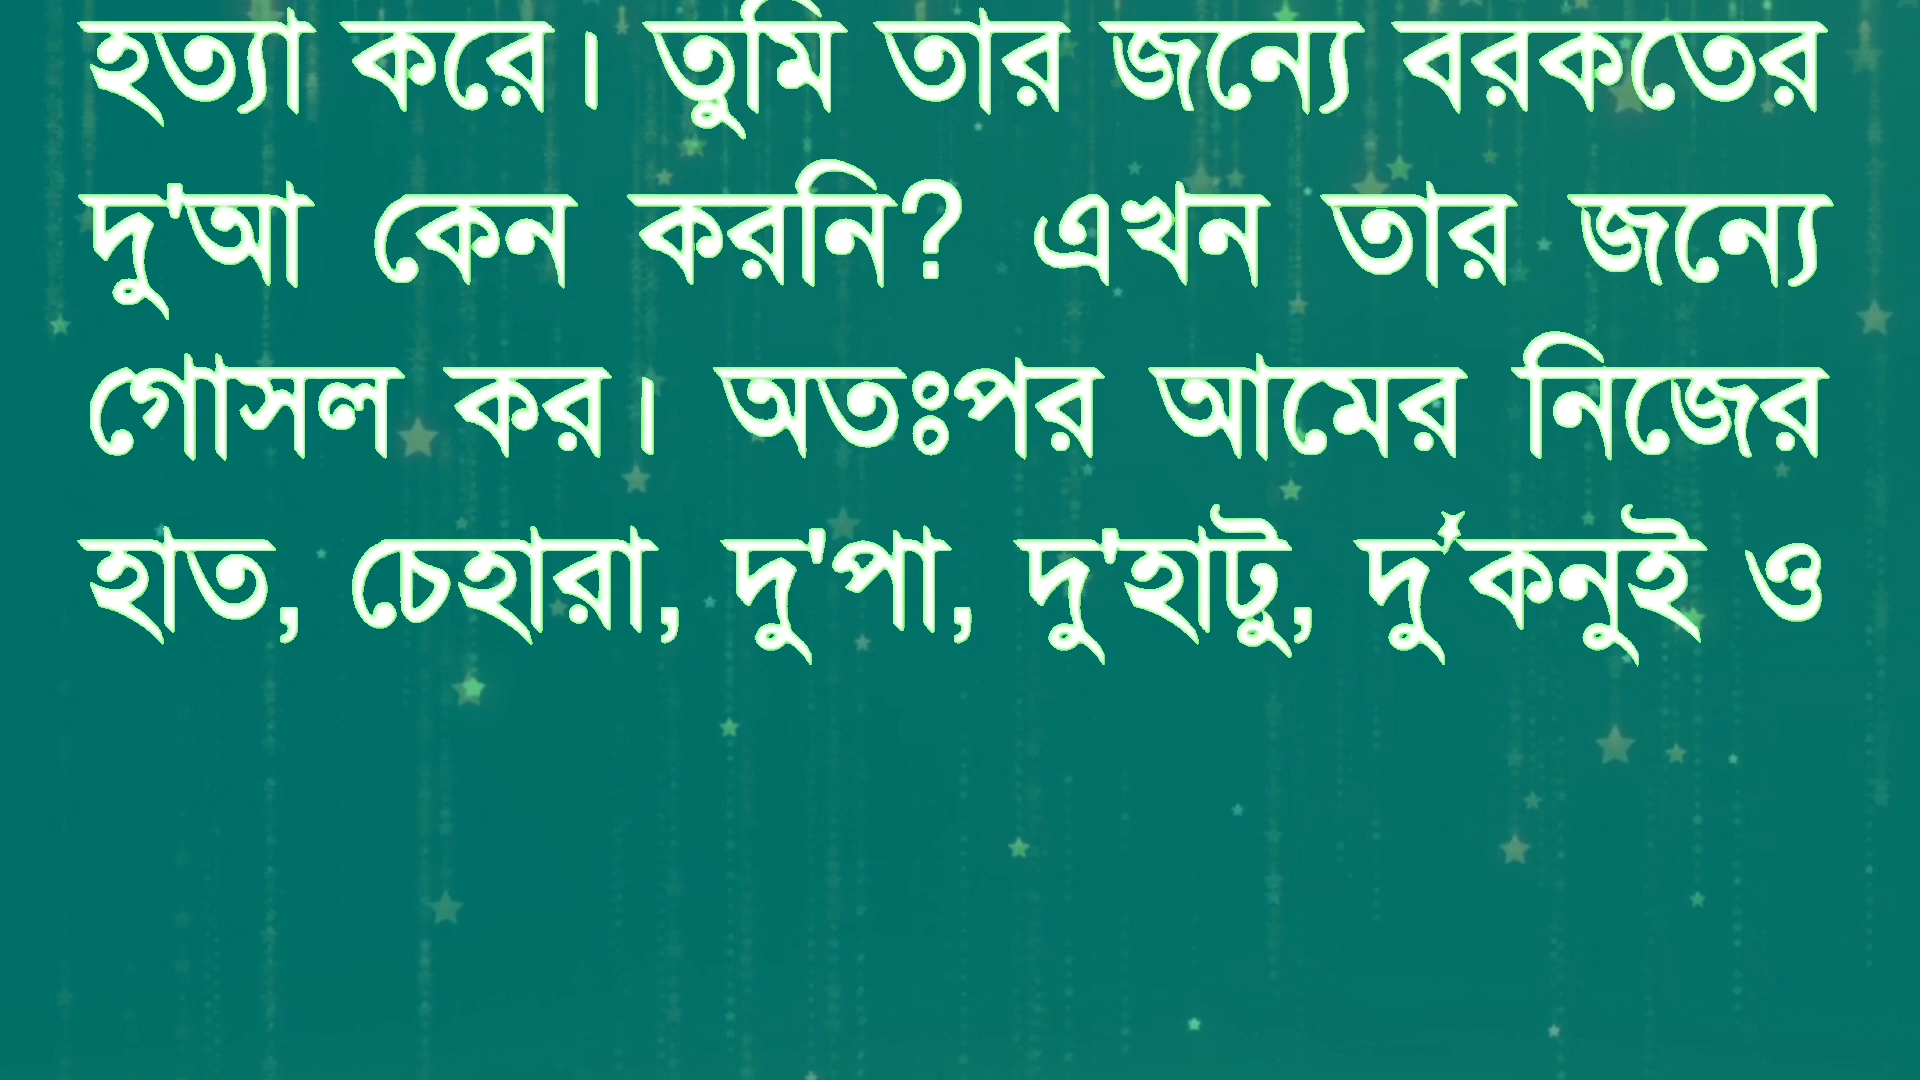 হত্যা করে। তুমি তার জন্যে বরকতের
দু'আ কেন করনি? এখন তার জন্যে
গোসল কর। অতঃপর আমের নিজের
হাত, চেহারা, দু'পা, দু'হাটু, দু'কনুই ও